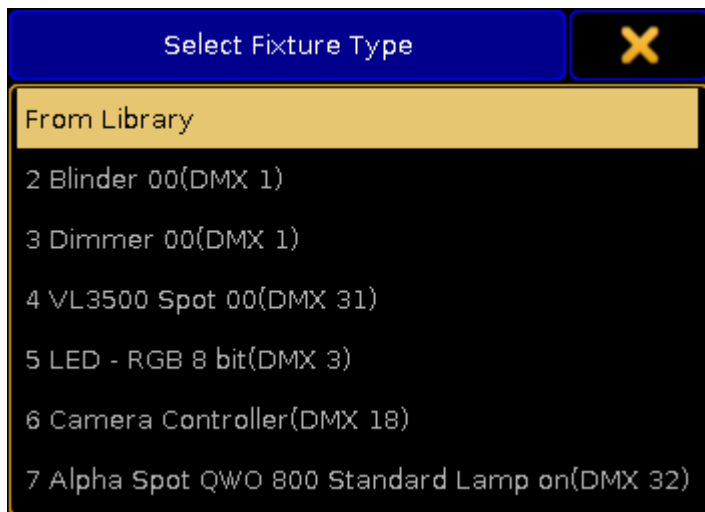 Select Fixture Type
From Library
2 Blinder 00(DMX 1)
3 Dimmer 00(DMX 1)
4 VL3500 Spot 00(DMX 31)
5 LED - RGB 8 bit(DMX 3)
6 Camera Controller(DMX 18)
7 Alpha Spot QWO 800 Standard Lamp on(DMX 32)